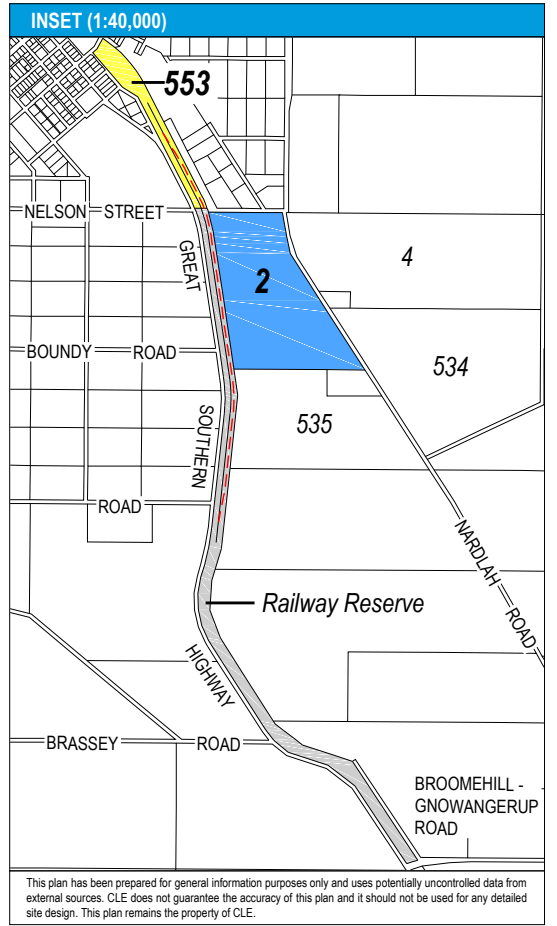 INSET (1:40,000)
553
NELSON STREET
GREAT
4
2
BOUNDY ROAD
534
535
SOUTHERN
ROAD
NARDLAH
ROAD
Railway Reserve
HIGHWAY
BRASSEY ROAD
BROOMEHILL -
GNOWANGERUP
ROAD
This plan has been prepared for general information purposes only and uses potentially uncontrolled data from
external sources. CLE does not guarantee the accuracy of this plan and it should not be used for any detailed
site design. This plan remains the property of CLE.